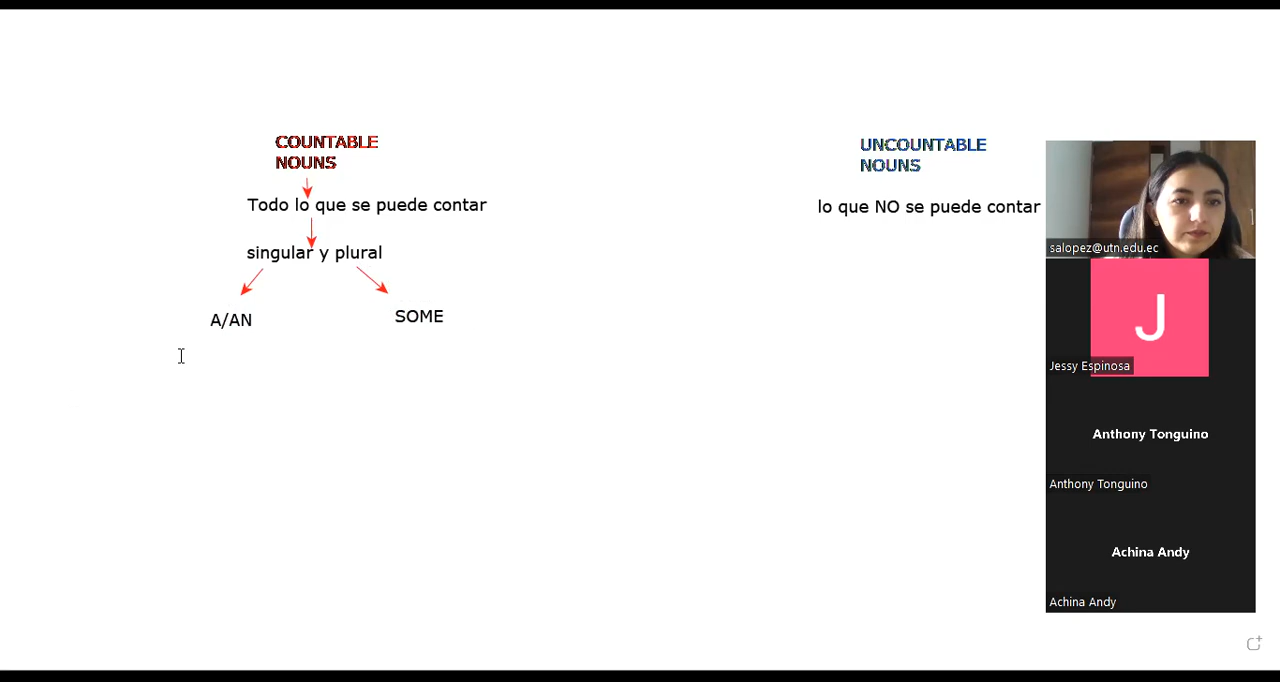 COUNTABLE
NOUNS
Todo lo que se puede contar
singular y plural
A/AN
SOME
UNCOUNTABLE
NOUNS
lo que NO se puede contar
salopez@utn.edu.ec
J
Jessy Espinosa
Anthony Tonguino
Anthony Tonguino
Achina Andy
Achina Andy